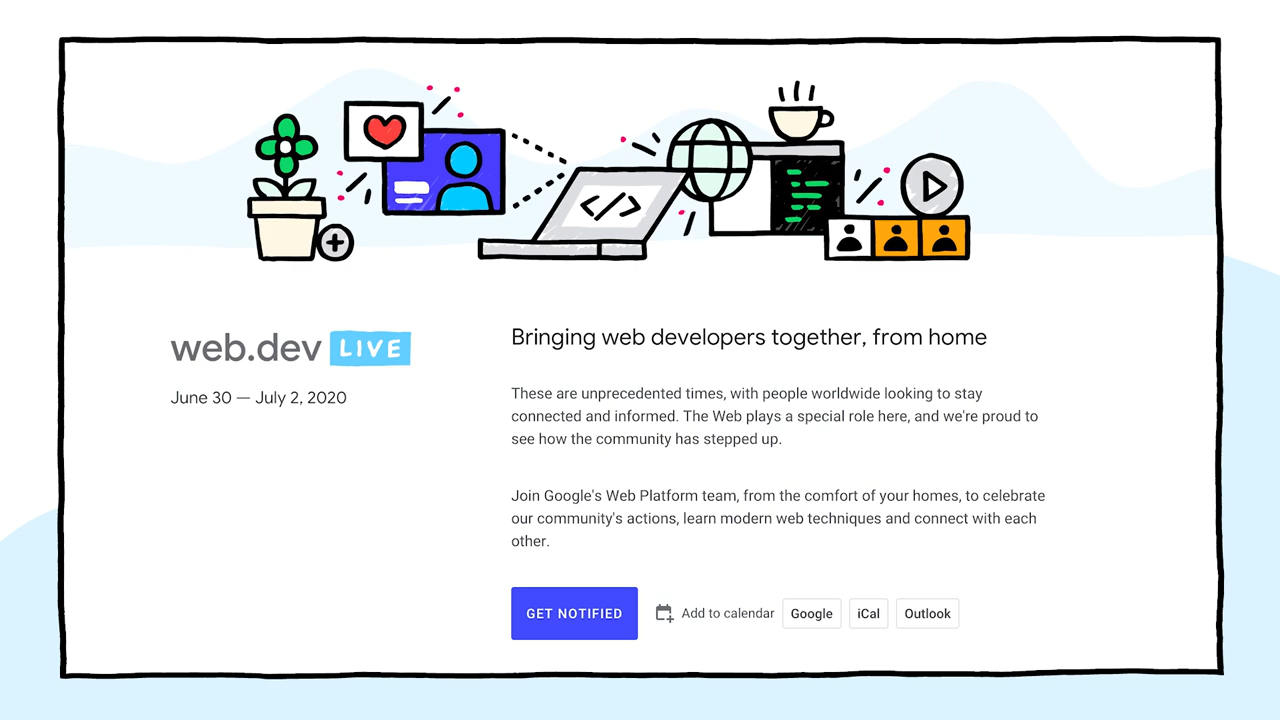 </>
web.dev LIVE
June 30 — July 2, 2020
Bringing web developers together, from home
These are unprecedented times, with people worldwide looking to stay
connected and informed. The Web plays a special role here, and we're proud to
see how the community has stepped up.
Join Google's Web Platform team, from the comfort of your homes, to celebrate
our community's actions, learn modern web techniques and connect with each
other.
GET NOTIFIED Add to calendar Google iCal Outlook